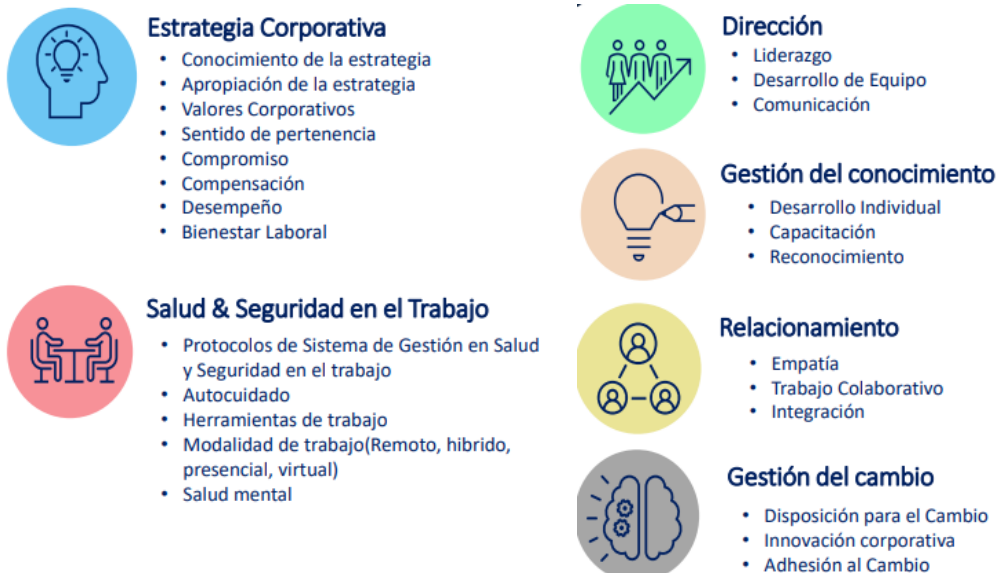 Estrategia Corporativa
• Conocimiento de la estrategia
• Apropiación de la estrategia
• Valores Corporativos
• Sentido de pertenencia
• Compromiso
• Compensación
• Desempeño
• Bienestar Laboral
Salud & Seguridad en el Trabajo
• Protocolos de Sistema de Gestión en Salud
y Seguridad en el trabajo
• Autocuidado
• Herramientas de trabajo
• Modalidad de trabajo(Remoto, hibrido,
presencial, virtual)
• Salud mental
Dirección
• Liderazgo
• Desarrollo de Equipo
• Comunicación
Gestión del conocimiento
• Desarrollo Individual
• Capacitación
• Reconocimiento
Relacionamiento
• Empatía
• Trabajo Colaborativo
• Integración
Gestión del cambio
• Disposición para el Cambio
• Innovación corporativa
• Adhesión al Cambio